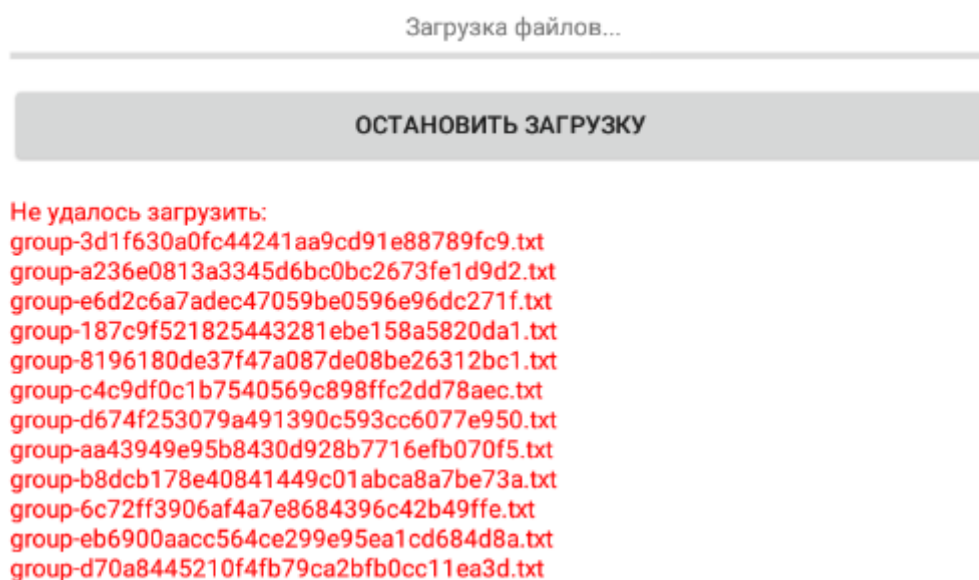 Загрузка файлов...
ОСТАНОВИТЬ ЗАГРУЗКУ
Не удалось загрузить:
group-3d1f630a0fc44241aa9cd91e88789fc9.txt
group-a236e0813a3345d6bc0bc2673fe1d9d2.txt
group-e6d2c6a7adec47059be0596e96dc271f.txt
group-187c9f521825443281ebe158a5820da1.txt
group-8196180de37f47a087de08be26312bc1.txt
group-c4c9df0c1b7540569c898ffc2dd78aec.txt
group-d674f253079a491390c593cc6077e950.txt
group-aa43949e95b8430d928b7716efb070f5.txt
group-b8dcb178e40841449c01abca8a7be73a.txt
group-6c72ff3906af4a7e8684396c42b49ffe.txt
group-eb6900aacc564ce299e95ea1cd684d8a.txt
group-d70a8445210f4fb79ca2bfb0cc11ea3d.txt